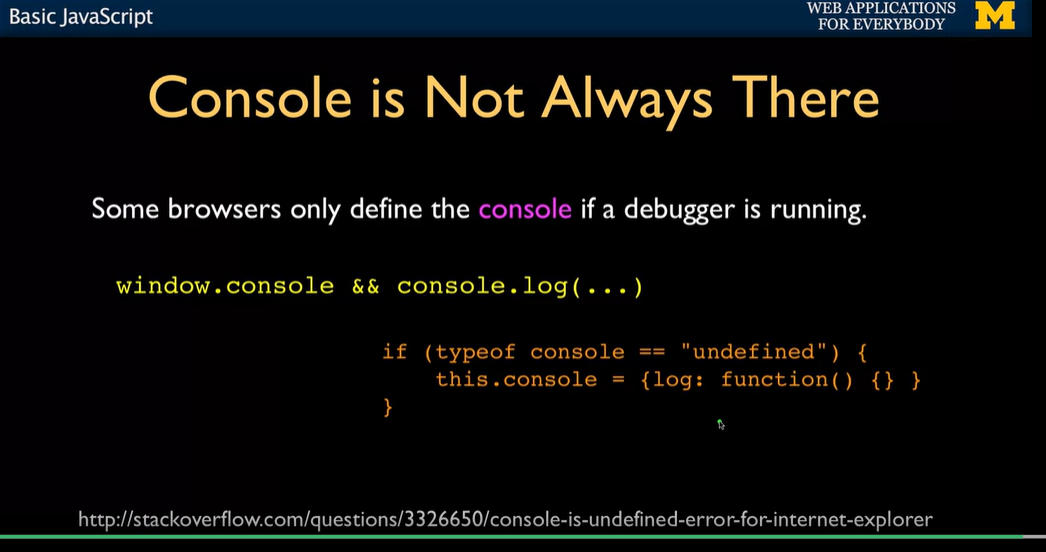 Basic JavaScript
WEB APPLICATIONS
FOR EVERYBODY
M
Console is Not Always There
Some browsers only define the console if a debugger is running.
window.console && console.log(...)
if (typeof console == "undefined") {
this.console = {log: function() {} }
}
http://stackoverflow.com/questions/3326650/console-is-undefined-error-for-internet-explorer